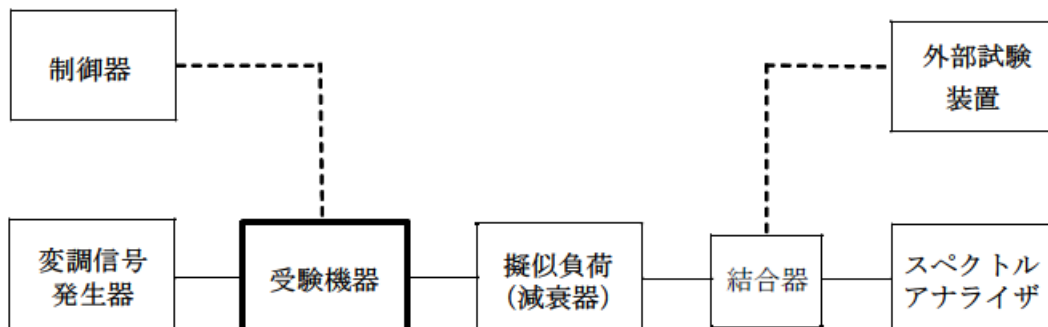 制御器
外部試験
装置
変調信号
発生器
受験機器
擬似負荷
(減衰器)
結合器
スペクトル
アナライザ